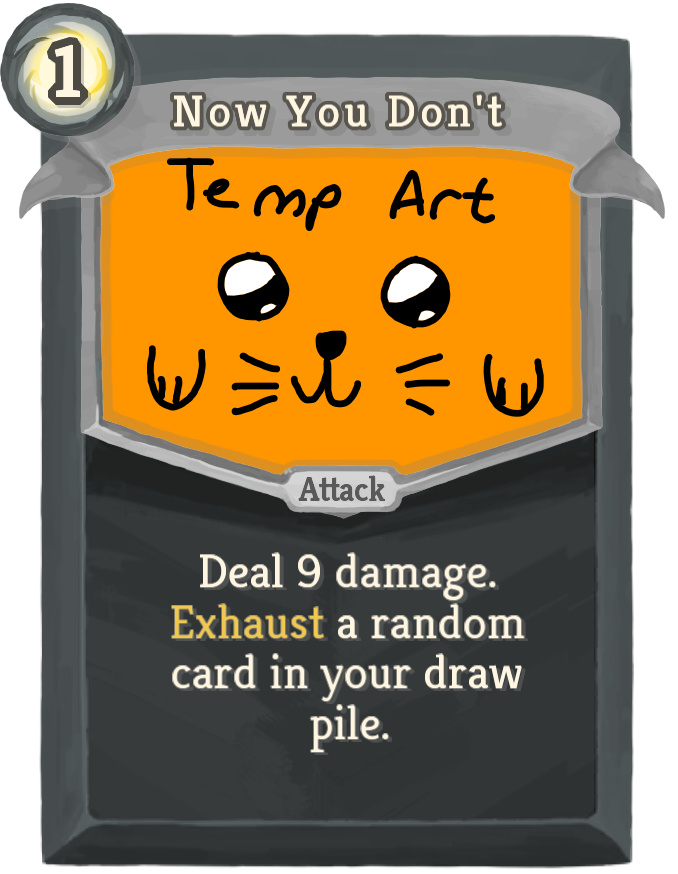 1
Now You Don't
Temp Art
Attack
Deal 9 damage.
Exhaust a random
card in your draw
pile.